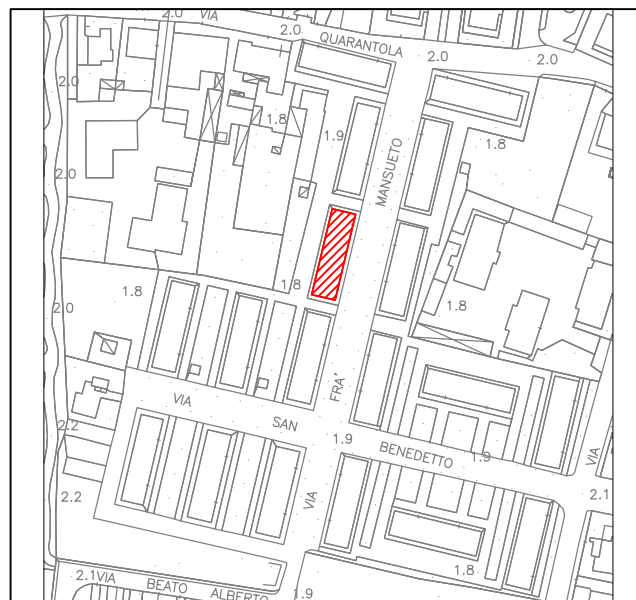 2.0
VIA
2.0
QUARANTOLA
2.0
2.0
2.0
1.8
1.9
1.8
MANSUETO
2.0
1.8
1.8
1.8
2.0
FRA'
VIA
SAN
1.9
BENEDETTO
1.9
VIA
2.2
2.2
VIA
2.1
2.1VIA
BEATO
ALBERTO
1.9
1.8